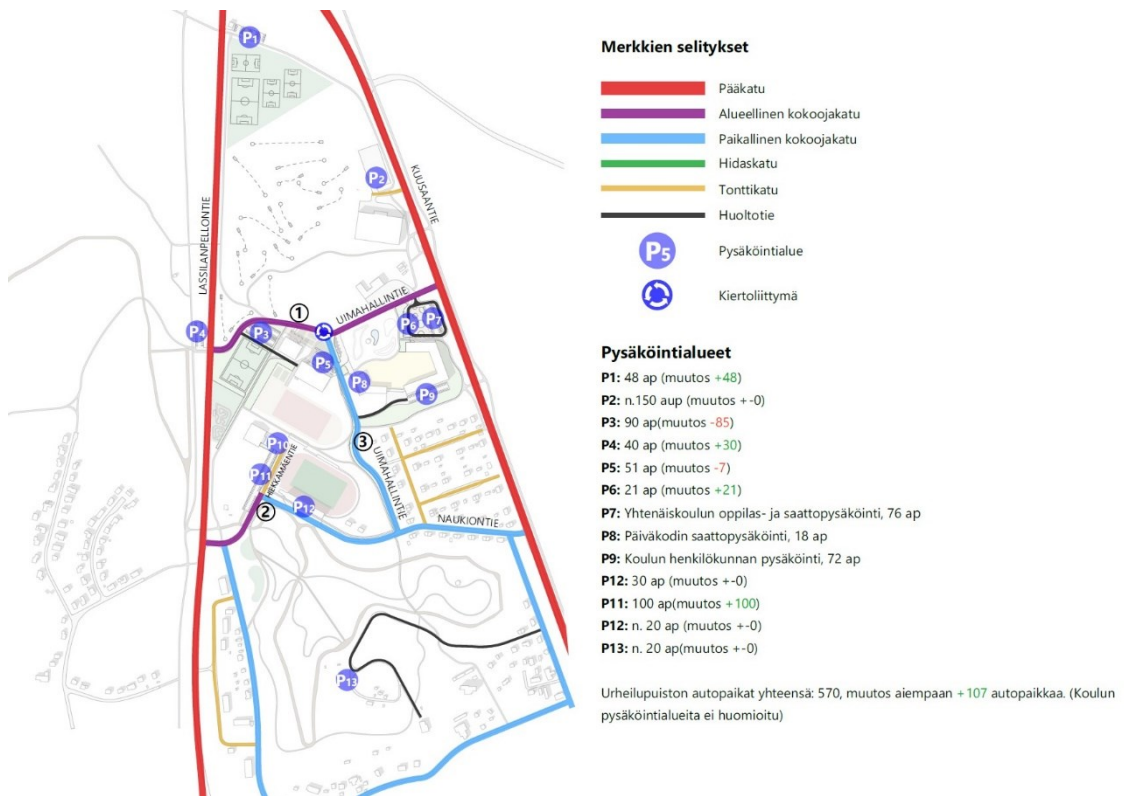 P1
P2
KUUSAANTIE
LASSILANPELLONTIE
UIMAHALLINTIE
1
P4
P3
P5
P6
P7
P8
P9
3
UIMAHALLINTIE
P10
P11
HIEKKAMÄENTIE
2
P12
NAUKIONTIE
P13
Merkkien selitykset
Pääkatu
Alueellinen kokoojakatu
Paikallinen kokoojakatu
Hidaskatu
Tonttikatu
Huoltotie
P5 Pysäköintialue
Kiertoliittymä
Pysäköintialueet
P1: 48 ap (muutos +48)
P2: n.150 aup (muutos +-0)
P3: 90 ap(muutos -85)
P4: 40 ap (muutos +30)
P5: 51 ap (muutos -7)
P6: 21 ap (muutos +21)
P7: Yhtenäiskoulun oppilas- ja saattopysäköinti, 76 ap
P8: Päiväkodin saattopysäköinti, 18 ap
P9: Koulun henkilökunnan pysäköinti, 72 ap
P12: 30 ap (muutos +-0)
P11: 100 ap(muutos +100)
P12: n. 20 ap (muutos +-0)
P13: n. 20 ap(muutos +-0)
Urheilupuiston autopaikat yhteensä: 570, muutos aiempaan +107 autopaikkaa. (Koulun
pysäköintialueita ei huomioitu)